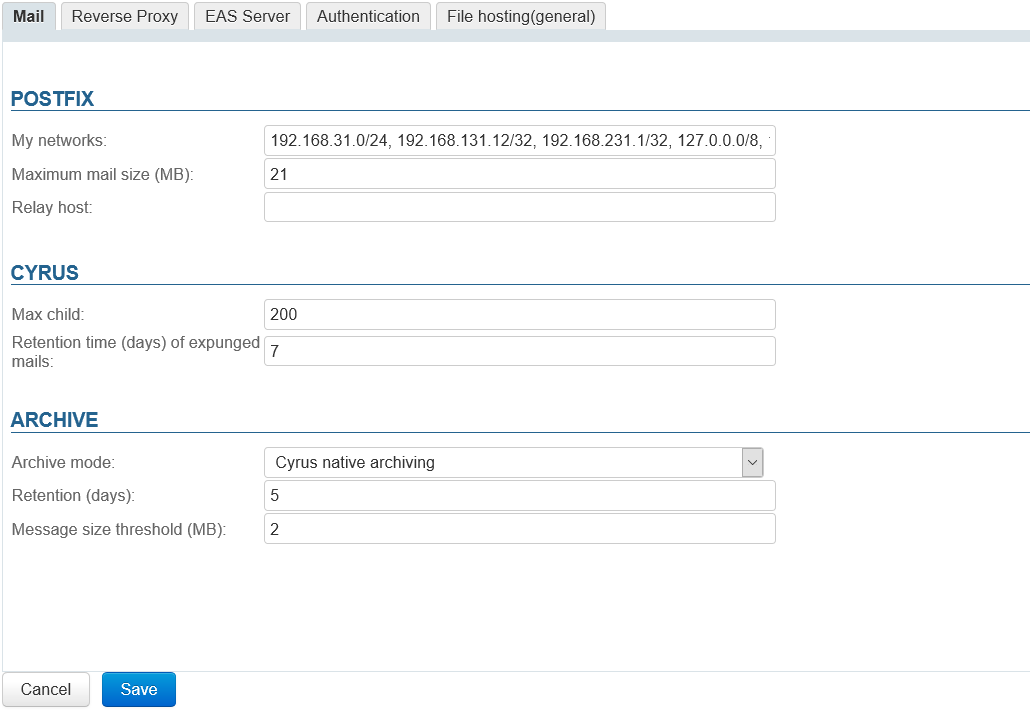 Mail Reverse Proxy EAS Server Authentication File hosting(general)
POSTFIX
My networks: 192.168.31.0/24, 192.168.131.12/32, 192.168.231.1/32, 127.0.0.0/8,
Maximum mail size (MB): 21
Relay host:
CYRUS
Max child: 200
Retention time (days) of expunged
mails: 7
ARCHIVE
Archive mode: Cyrus native archiving
Retention (days): 5
Message size threshold (MB): 2
Cancel Save